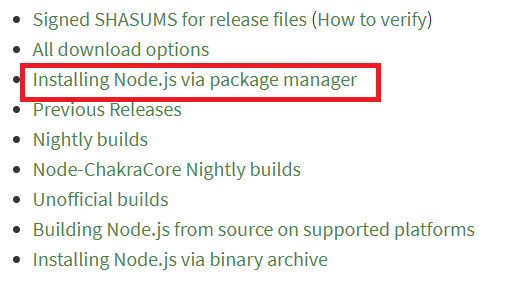 Signed SHASUMS for release files (How to verify)
All download options
Installing Node.js via package manager
Previous Releases
Nightly builds
Node-ChakraCore Nightly builds
Unofficial builds
Building Node.js from source on supported platforms
Installing Node.js via binary archive